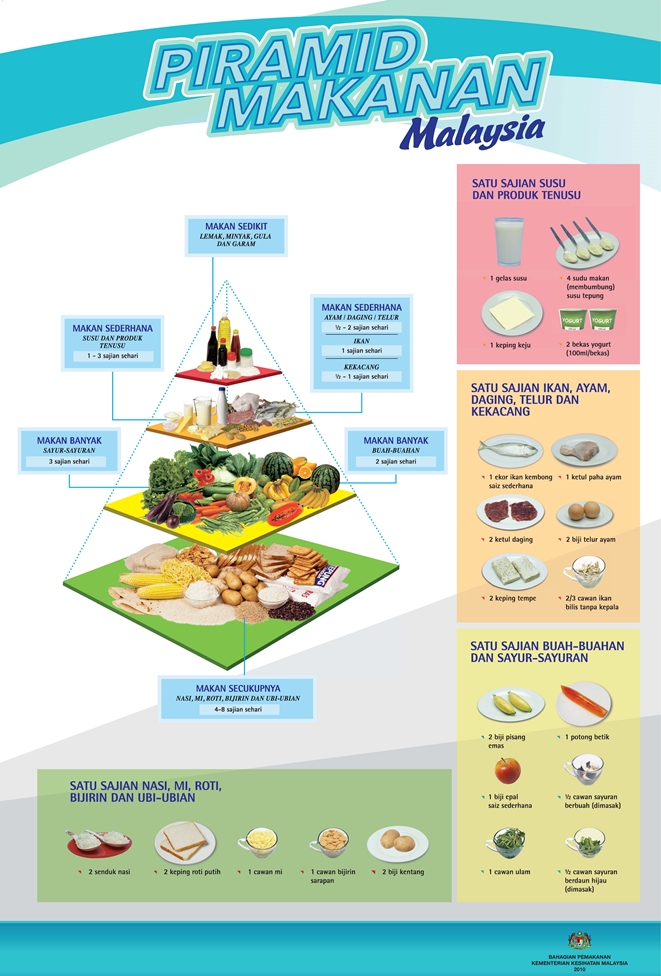 PIRAMID
MAKANAN
Malaysia
MAKAN SEDIKIT
LEMAK, MINYAK, GULA
DAN GARAM
MAKAN SEDERHANA
SUSU DAN PRODUK
TENUSU
1 - 3 sajian sehari
MAKAN SEDERHANA
AYAM / DAGING / TELUR
½ - 2 sajian sehari
IKAN
1 sajian sehari
KEKACANG
½ - 1 sajian sehari
MAKAN BANYAK
SAYUR-SAYURAN
3 sajian sehari
MAKAN BANYAK
BUAH-BUAHAN
2 sajian sehari
MAKAN SECUKUPNYA
NASI, MI, ROTI, BIJIRIN DAN UBI-UBIAN
4-8 sajian sehari
SATU SAJIAN SUSU
DAN PRODUK TENUSU
1 gelas susu
4 sudu makan
(membumbung)
susu tepung
YOGURT
YOGURT
1 keping keju
2 bekas yogurt
(100ml/bekas)
SATU SAJIAN IKAN, AYAM,
DAGING, TELUR DAN
KEKACANG
1 ekor ikan kembong
saiz sederhana
1 ketul paha ayam
2 ketul daging
2 biji telur ayam
2 keping tempe
2/3 cawan ikan
bilis tanpa kepala
SATU SAJIAN BUAH-BUAHAN
DAN SAYUR-SAYURAN
2 biji pisang
emas
1 potong betik
1 biji epal
saiz sederhana
½ cawan sayuran
berbuah (dimasak)
1 cawan ulam
½ cawan sayuran
berdaun hijau
(dimasak)
SATU SAJIAN NASI, MI, ROTI,
BIJIRIN DAN UBI-UBIAN
2 senduk nasi
2 keping roti putih
1 cawan mi
1 cawan bijirin
sarapan
2 biji kentang
BAHAGIAN PEMAKANAN
KEMENTERIAN KESIHATAN MALAYSIA
2010